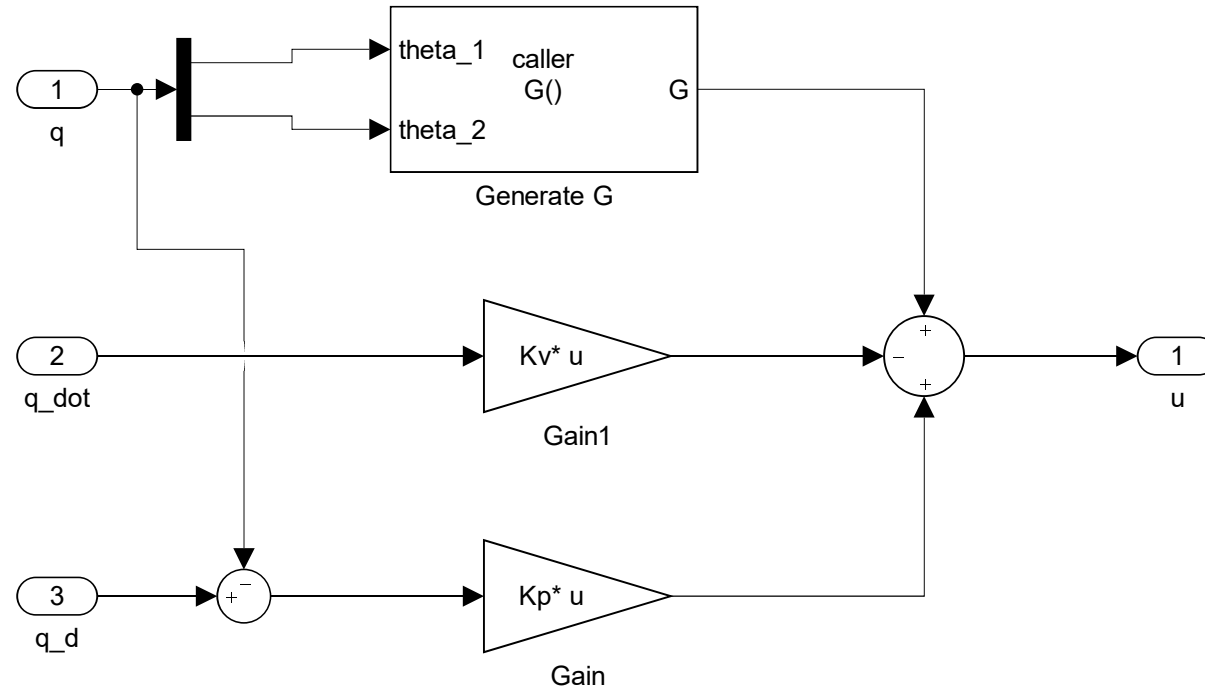 theta_1
caller
G()
G
theta_2
1
q
Generate G
+
2
q_dot
Kv* u
Gain1
−
+
1
u
−
3
q_d
+
Kp* u
Gain